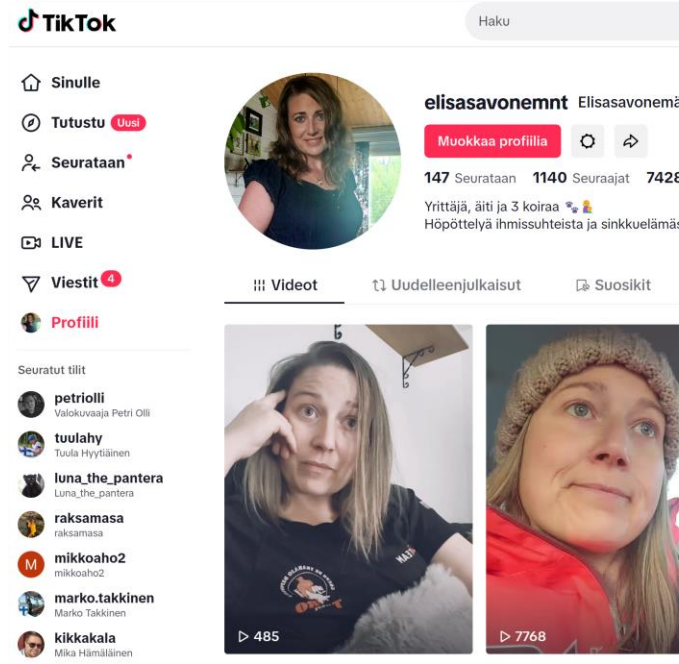 TikTok
Haku
Sinulle
Tutustu Uusi
Seurataan
Kaverit
LIVE
Viestit 4
Profiili
Seuratut tilit
petriolli
Valokuvaaja Petri Olli
tuulahy
Tuula Hyytiäinen
luna_the_pantera
Luna_the_pantera
raksamasa
raksamasa
M
mikkoaho2
mikkoaho2
marko.takkinen
Marko Takkinen
kikkakala
Mika Hämäläinen
elisasavonemnt Elisasavonemä
Muokkaa profiilia
147 Seurataan 1140 Seuraajat 7428
Yrittäjä, äiti ja 3 koiraa
Höpöttelyä ihmissuhteista ja sinkkuelämäs
Videot
Uudelleenjulkaisut
Suosikit
485
7768